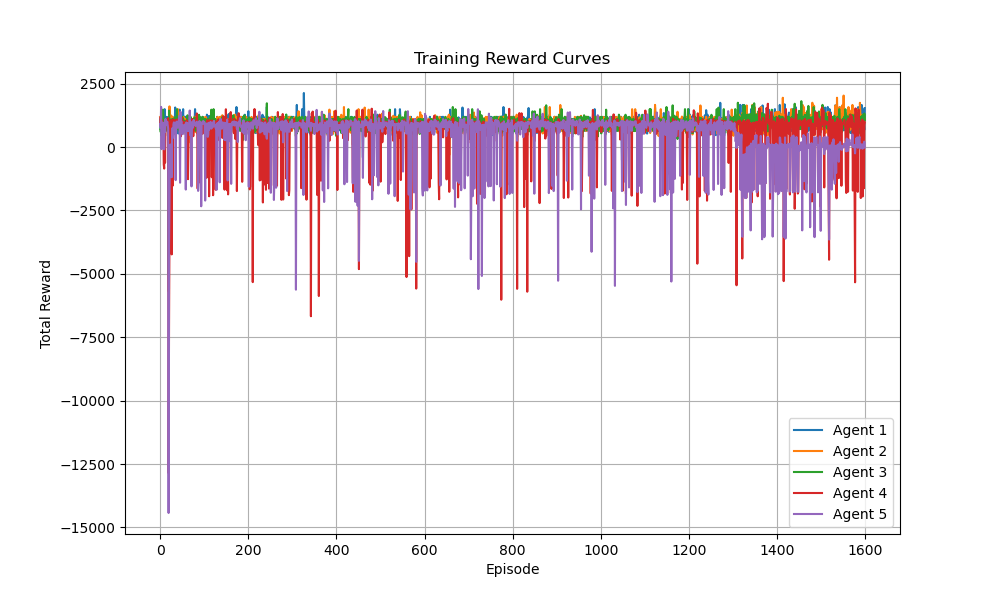 Training Reward Curves
Total Reward
2500
0
−2500
−5000
−7500
−10000
−12500
−15000
0 200 400 600 800 1000 1200 1400 1600
Episode
Agent 1
Agent 2
Agent 3
Agent 4
Agent 5